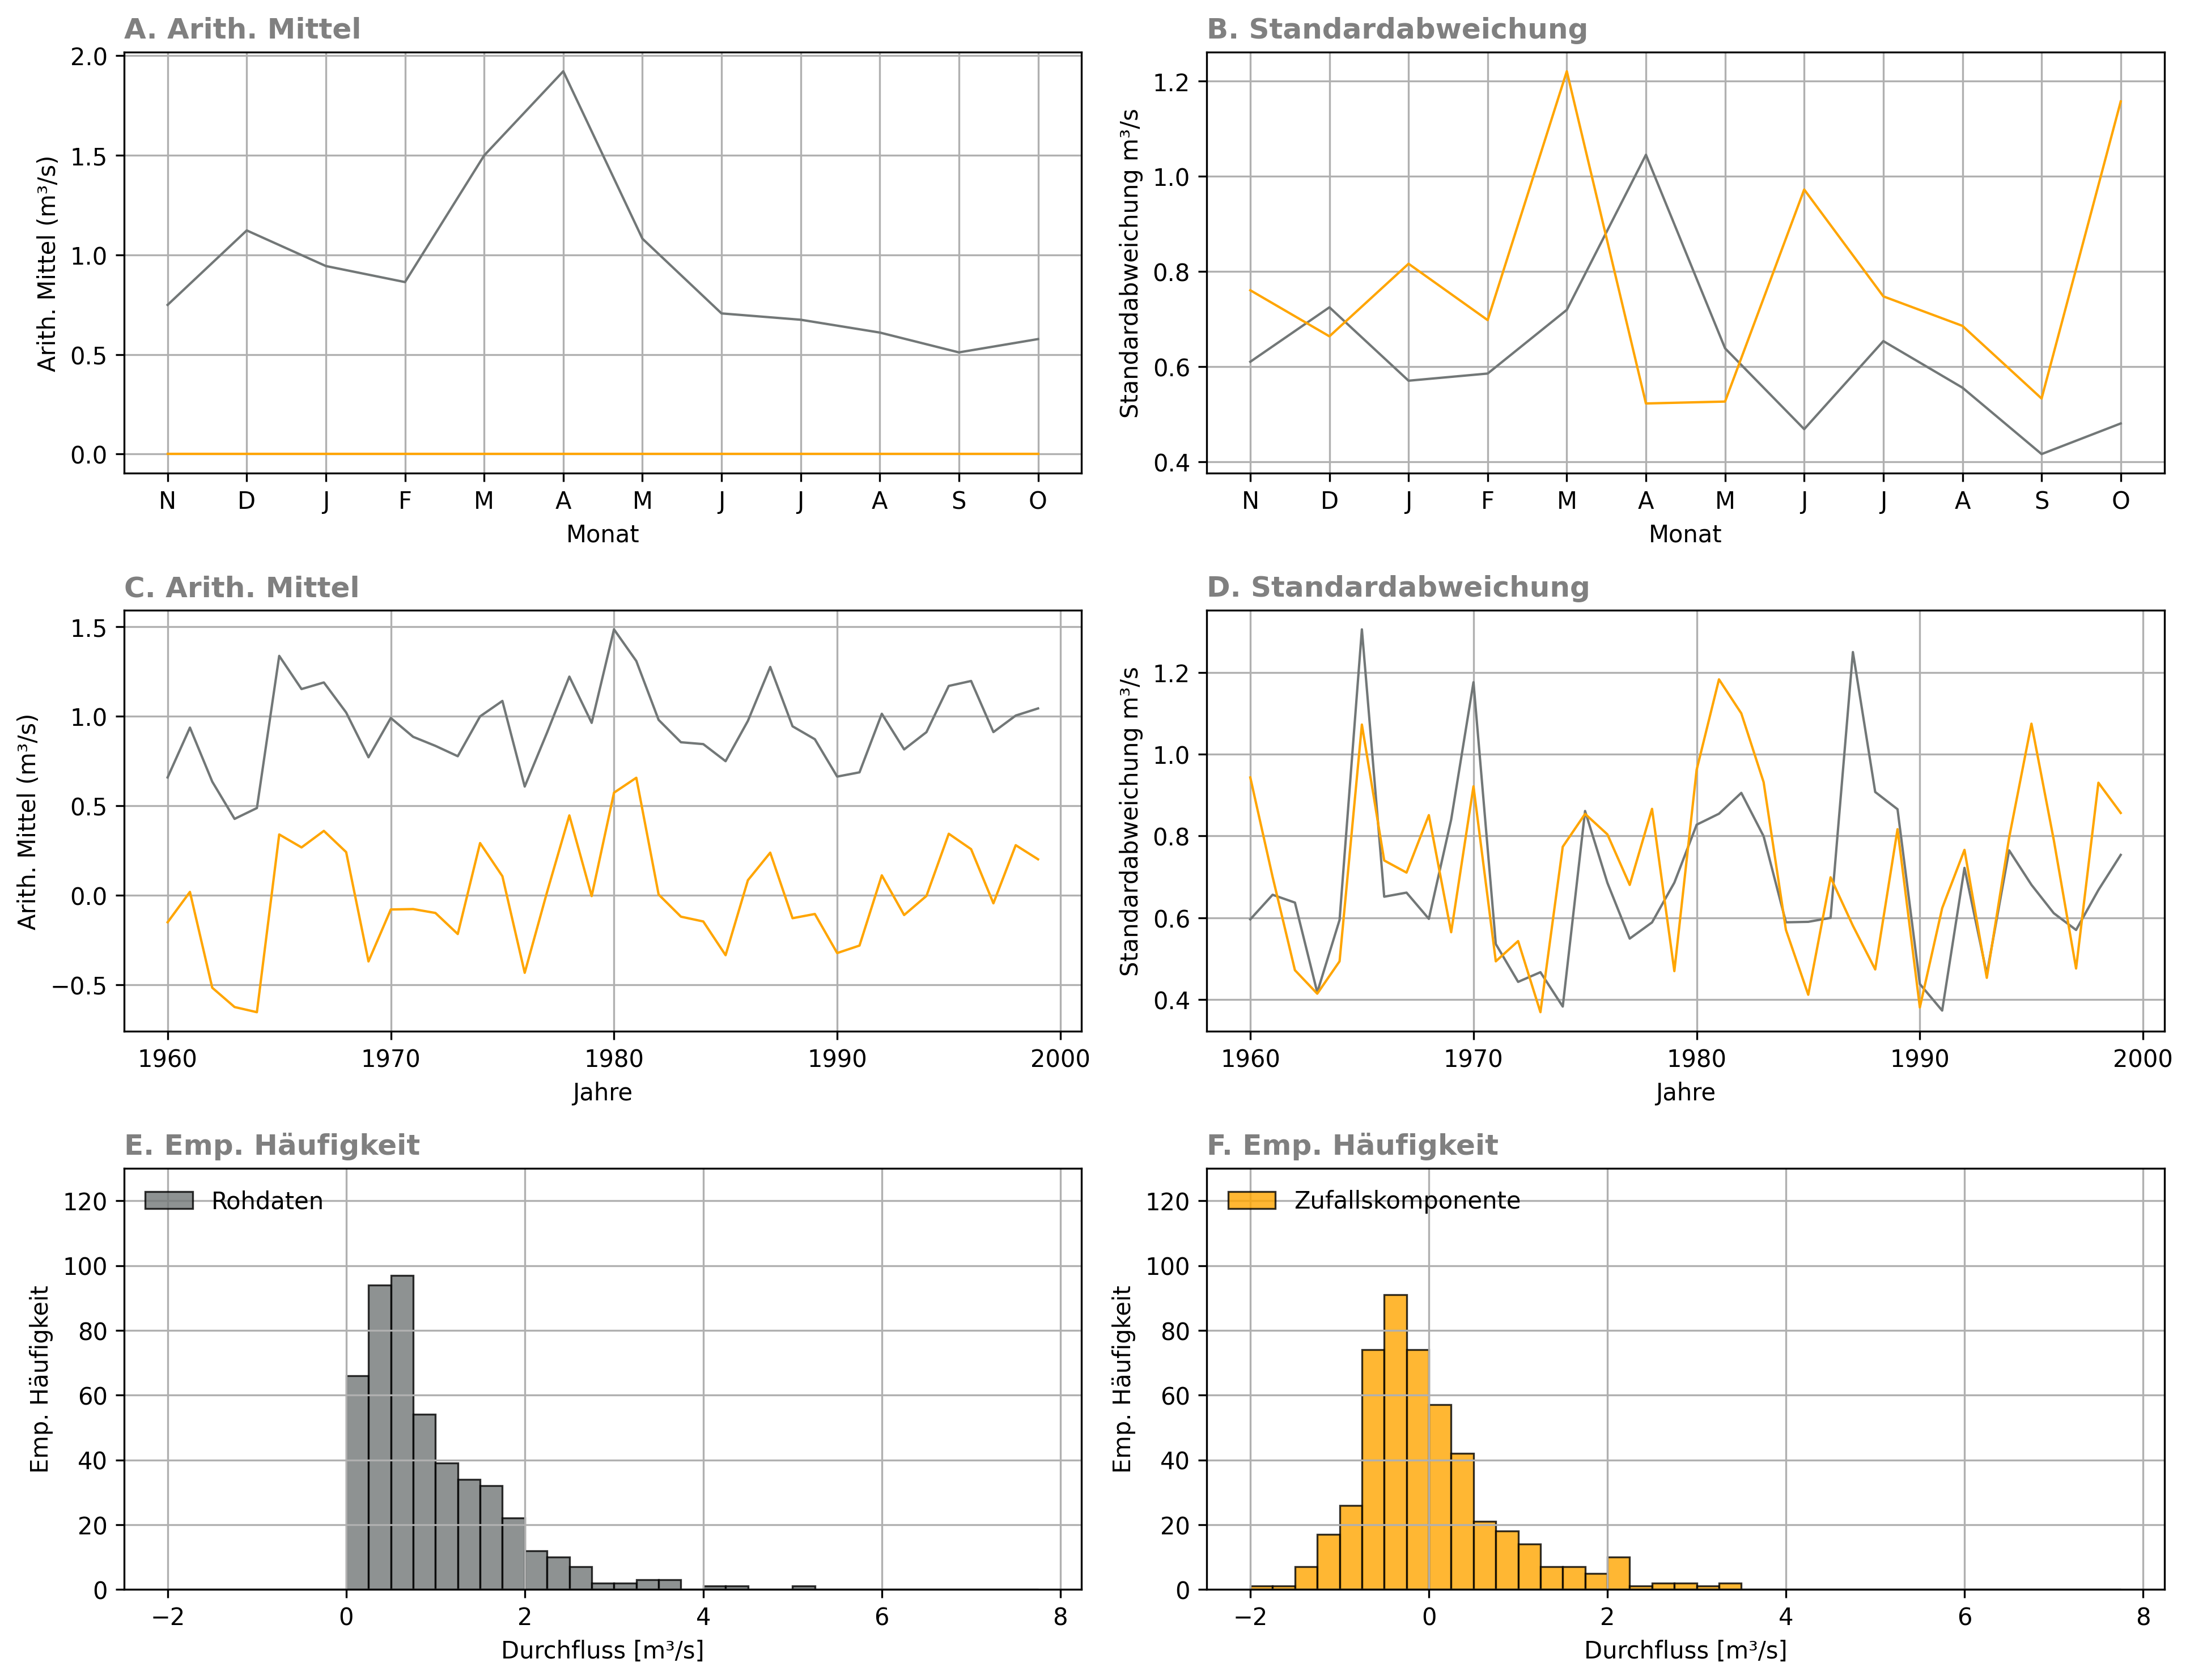 A. Arith. Mittel
2.0
1.5
1.0
0.5
0.0
Arith. Mittel (m³/s)
N D J F M A M J J A S O
Monat
B. Standardabweichung
1.2
1.0
0.8
0.6
0.4
Standardabweichung m³/s
N D J F M A M J J A S O
Monat
C. Arith. Mittel
1.5
1.0
0.5
0.0
−0.5
Arith. Mittel (m³/s)
1960 1970 1980 1990 2000
Jahre
D. Standardabweichung
1.2
1.0
0.8
0.6
0.4
Standardabweichung m³/s
1960 1970 1980 1990 2000
Jahre
E. Emp. Häufigkeit
Rohdaten
120
100
80
60
40
20
0
Emp. Häufigkeit
−2 0 2 4 6 8
Durchfluss [m³/s]
F. Emp. Häufigkeit
Zufallskomponente
120
100
80
60
40
20
0
Emp. Häufigkeit
−2 0 2 4 6 8
Durchfluss [m³/s]